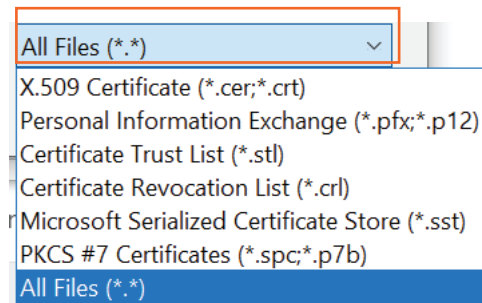 All Files (*.*)
X.509 Certificate (*.cer;*.crt)
Personal Information Exchange (*.pfx;*.p12)
Certificate Trust List (*.stl)
Certificate Revocation List (*.crl)
Microsoft Serialized Certificate Store (*.sst)
PKCS #7 Certificates (*.spc;*.p7b)
All Files (*.*)